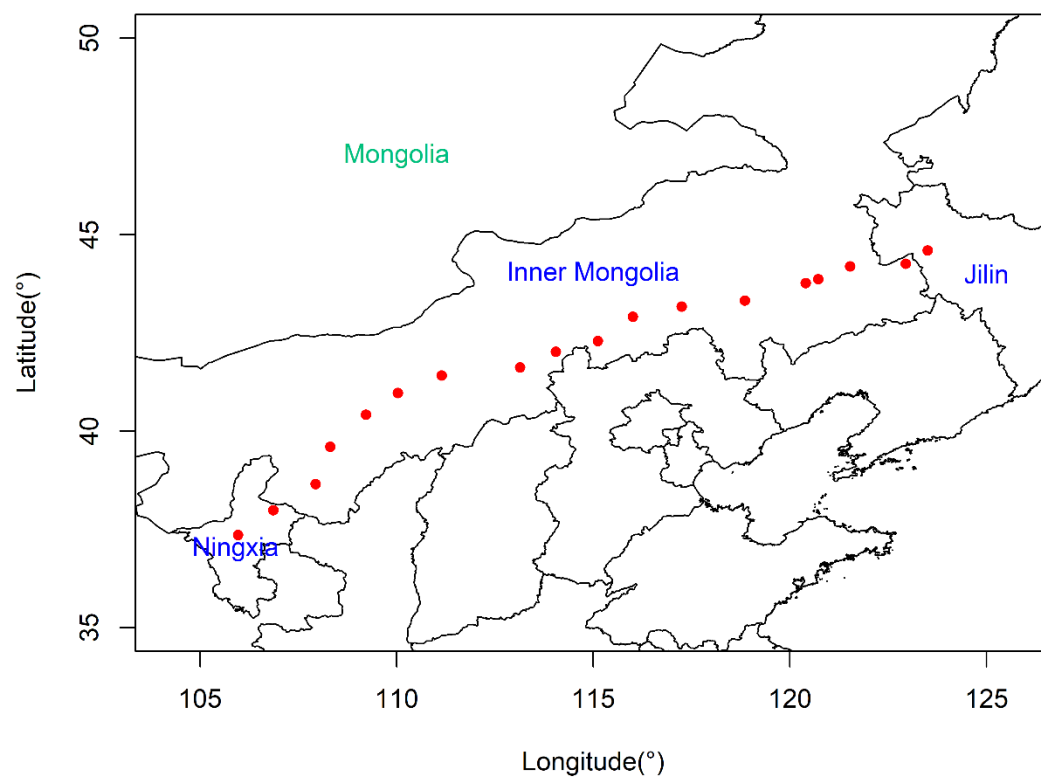 50
Mongolia
45
Inner Mongolia
Jilin
Latitude(°)
40
Ningxia
35
105 110 115 120 125
Longitude(°)